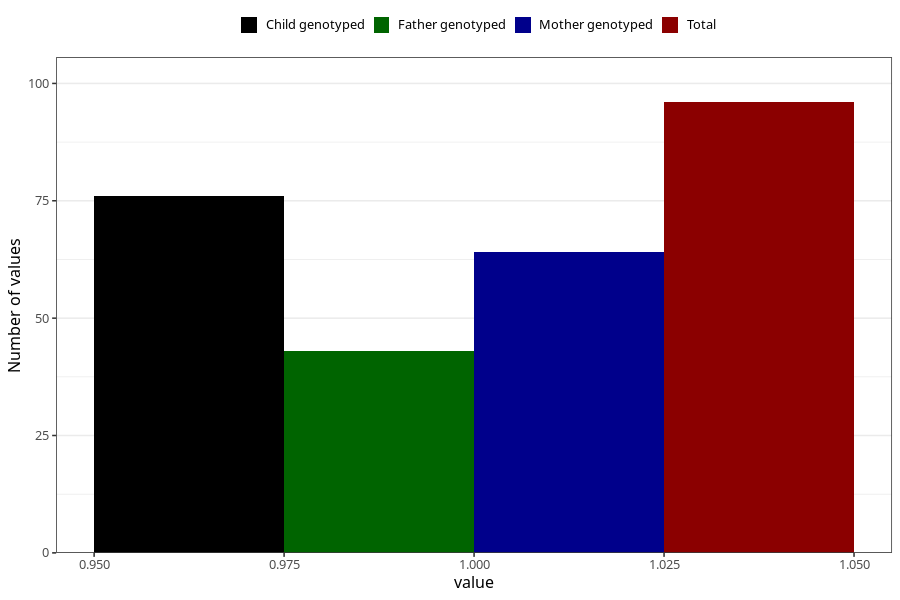 Child genotyped Father genotyped Mother genotyped Total
Number of values
100
75
50
25
0
0.950 0.975 1.000 1.025 1.050
value